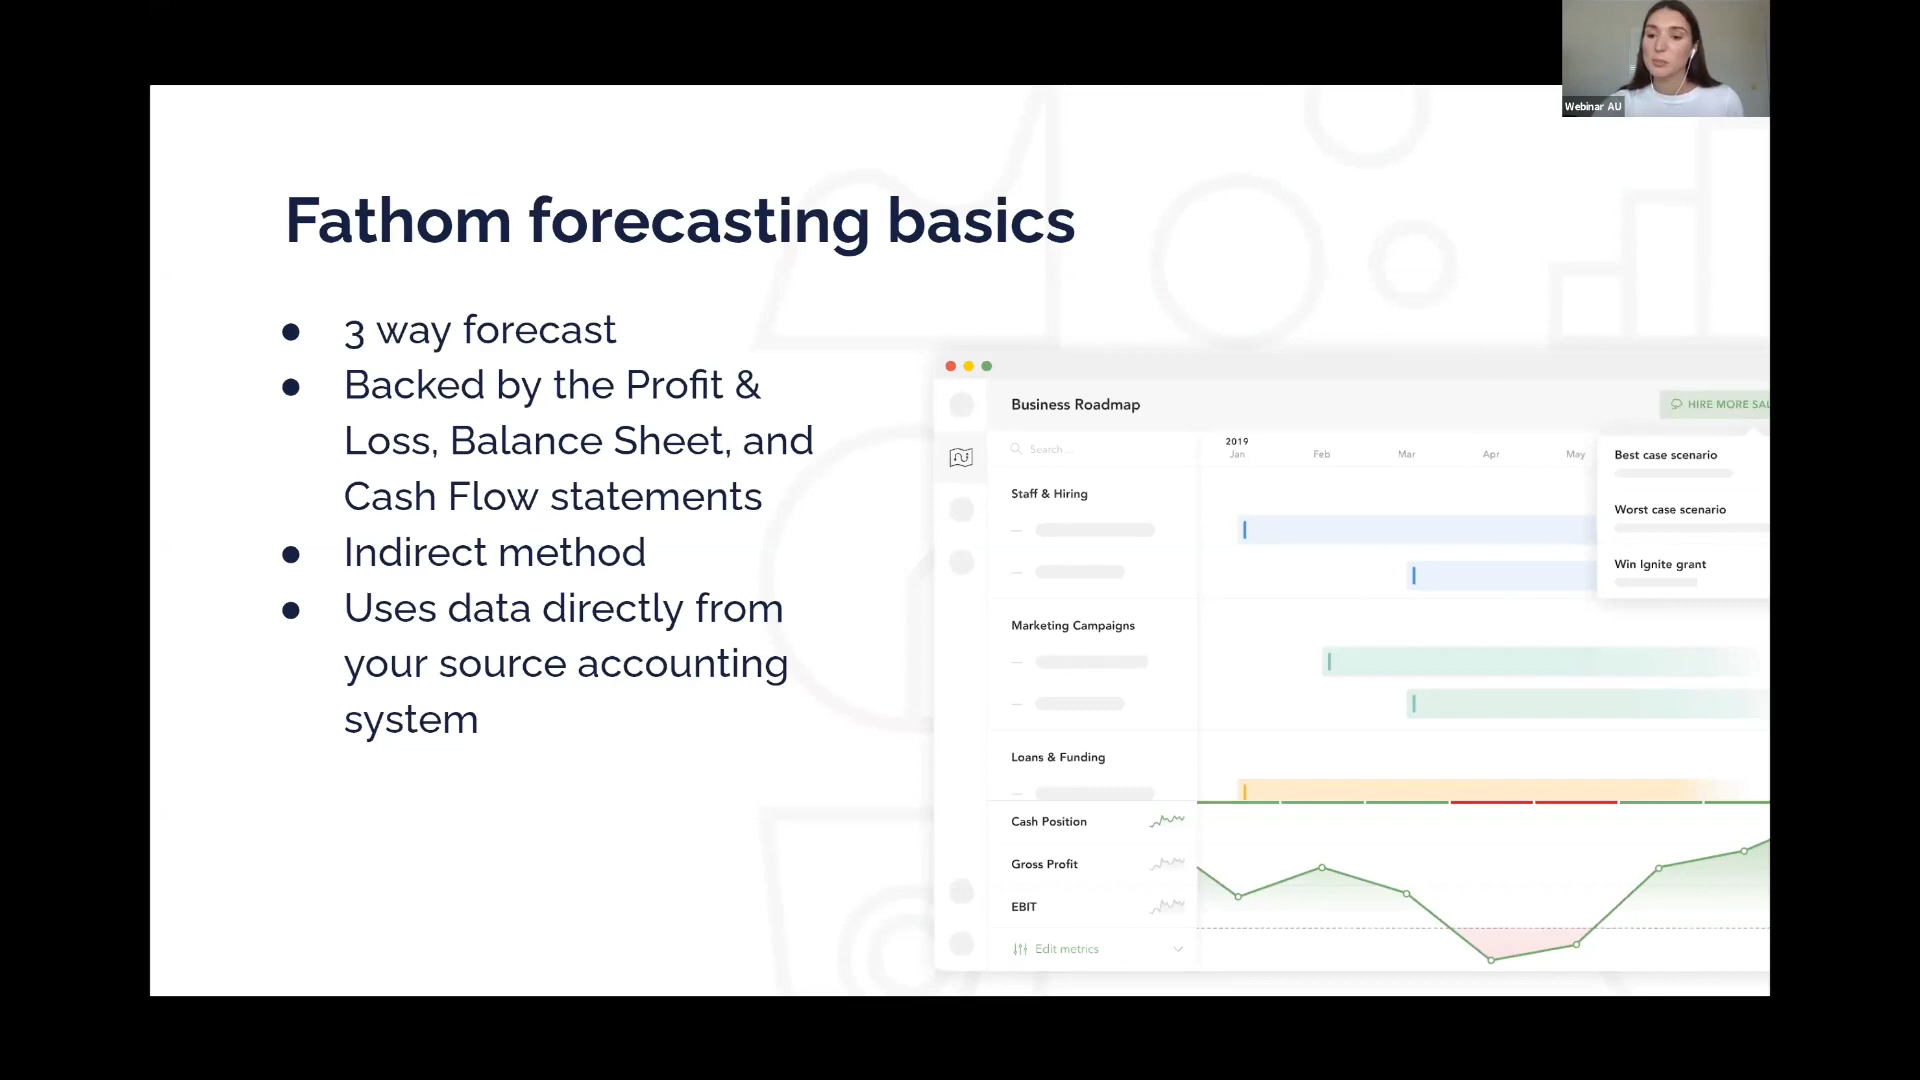 Webinar AU
Fathom forecasting basics
● 3 way forecast
● Backed by the Profit &
Loss, Balance Sheet, and
Cash Flow statements
● Indirect method
● Uses data directly from
your source accounting
system
Business Roadmap
HIRE MORE SAL
Search ...
2019
Jan Feb Mar Apr May
Best case scenario
Worst case scenario
Win Ignite grant
Staff & Hiring
Marketing Campaigns
Loans & Funding
Cash Position
Gross Profit
EBIT
Edit metrics